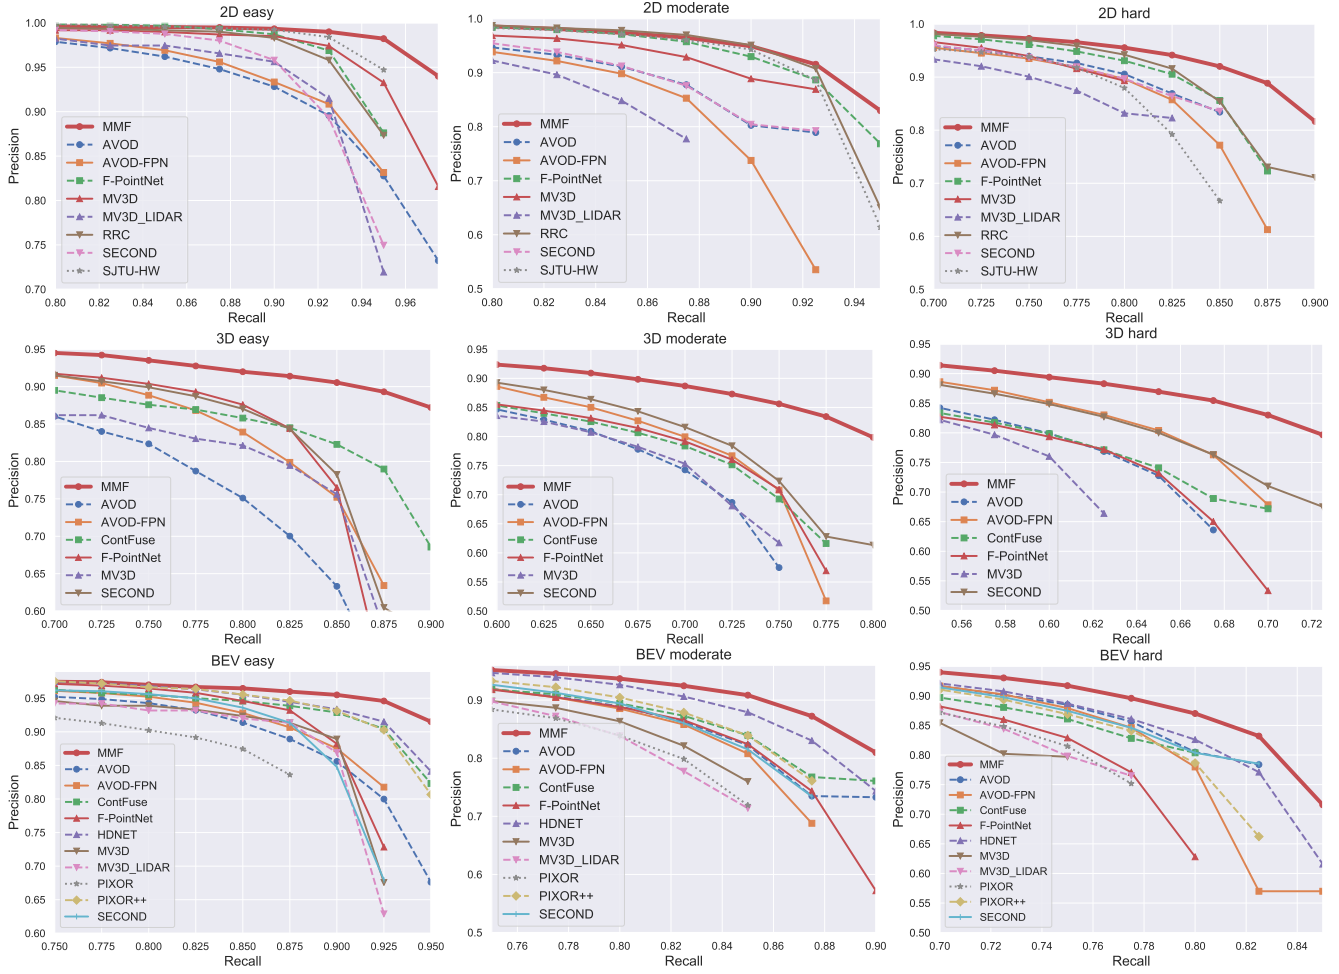 2D easy
Precision
1.00
0.95
0.90
0.85
0.80
0.75
0.70
MMF
AVOD
AVOD-FPN
F-PointNet
MV3D
MV3D_LIDAR
RRC
SECOND
SJTU-HW
0.80 0.82 0.84 0.86 0.88 0.90 0.92 0.94 0.96
Recall
2D moderate
Precision
1.0
0.9
0.8
0.7
0.6
0.5
MMF
AVOD
AVOD-FPN
F-PointNet
MV3D
MV3D_LIDAR
RRC
SECOND
SJTU-HW
0.80 0.82 0.84 0.86 0.88 0.90 0.92 0.94
Recall
2D hard
Precision
1.0
0.9
0.8
0.7
0.6
0.5
MMF
AVOD
AVOD-FPN
F-PointNet
MV3D
MV3D_LIDAR
RRC
SECOND
SJTU-HW
0.700 0.725 0.750 0.775 0.800 0.825 0.850 0.875 0.900
Recall
3D easy
Precision
0.95
0.90
0.85
0.80
0.75
0.70
0.65
0.60
MMF
AVOD
AVOD-FPN
ContFuse
F-PointNet
MV3D
SECOND
0.700 0.725 0.750 0.775 0.800 0.825 0.850 0.875 0.900
Recall
3D moderate
Precision
0.95
0.90
0.85
0.80
0.75
0.70
0.65
0.60
0.55
0.50
MMF
AVOD
AVOD-FPN
ContFuse
F-PointNet
MV3D
SECOND
0.600 0.625 0.650 0.675 0.700 0.725 0.750 0.775 0.800
Recall
3D hard
Precision
0.95
0.90
0.85
0.80
0.75
0.70
0.65
0.60
0.55
0.50
MMF
AVOD
AVOD-FPN
ContFuse
F-PointNet
MV3D
SECOND
0.56 0.58 0.60 0.62 0.64 0.66 0.68 0.70 0.72
Recall
BEV easy
Precision
0.95
0.90
0.85
0.80
0.75
0.70
0.65
0.60
MMF
AVOD
AVOD-FPN
ContFuse
F-PointNet
HDNET
MV3D
MV3D_LIDAR
PIXOR
PIXOR++
SECOND
0.750 0.775 0.800 0.825 0.850 0.875 0.900 0.925 0.950
Recall
BEV moderate
Precision
0.9
0.8
0.7
0.6
0.5
MMF
AVOD
AVOD-FPN
ContFuse
F-PointNet
HDNET
MV3D
MV3D_LIDAR
PIXOR
PIXOR++
SECOND
0.76 0.78 0.80 0.82 0.84 0.86 0.88 0.90
Recall
BEV hard
Precision
0.95
0.90
0.85
0.80
0.75
0.70
0.65
0.60
0.55
0.50
MMF
AVOD
AVOD-FPN
ContFuse
F-PointNet
HDNET
MV3D
MV3D_LIDAR
PIXOR
PIXOR++
SECOND
0.70 0.72 0.74 0.76 0.78 0.80 0.82 0.84
Recall